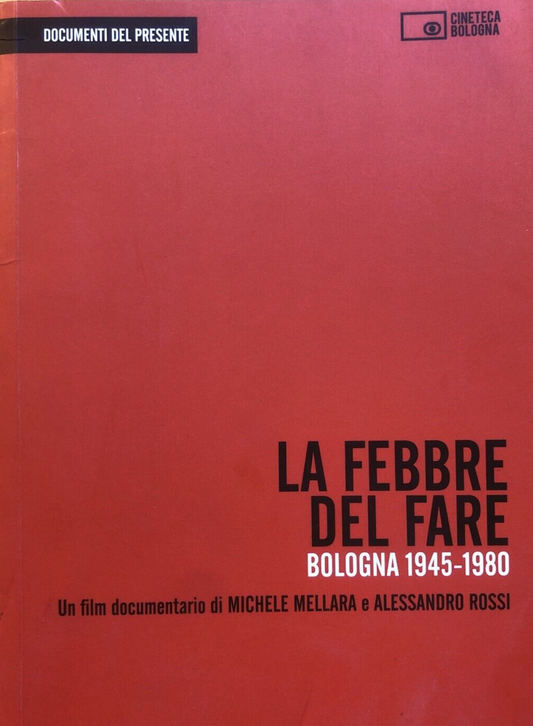 DOCUMENTI DEL PRESENTE
CINETECA
BOLOGNA
LA FEBBRE
DEL FARE
BOLOGNA 1945-1980
Un film documentario di MICHELE MELLARA e ALESSANDRO ROSSI